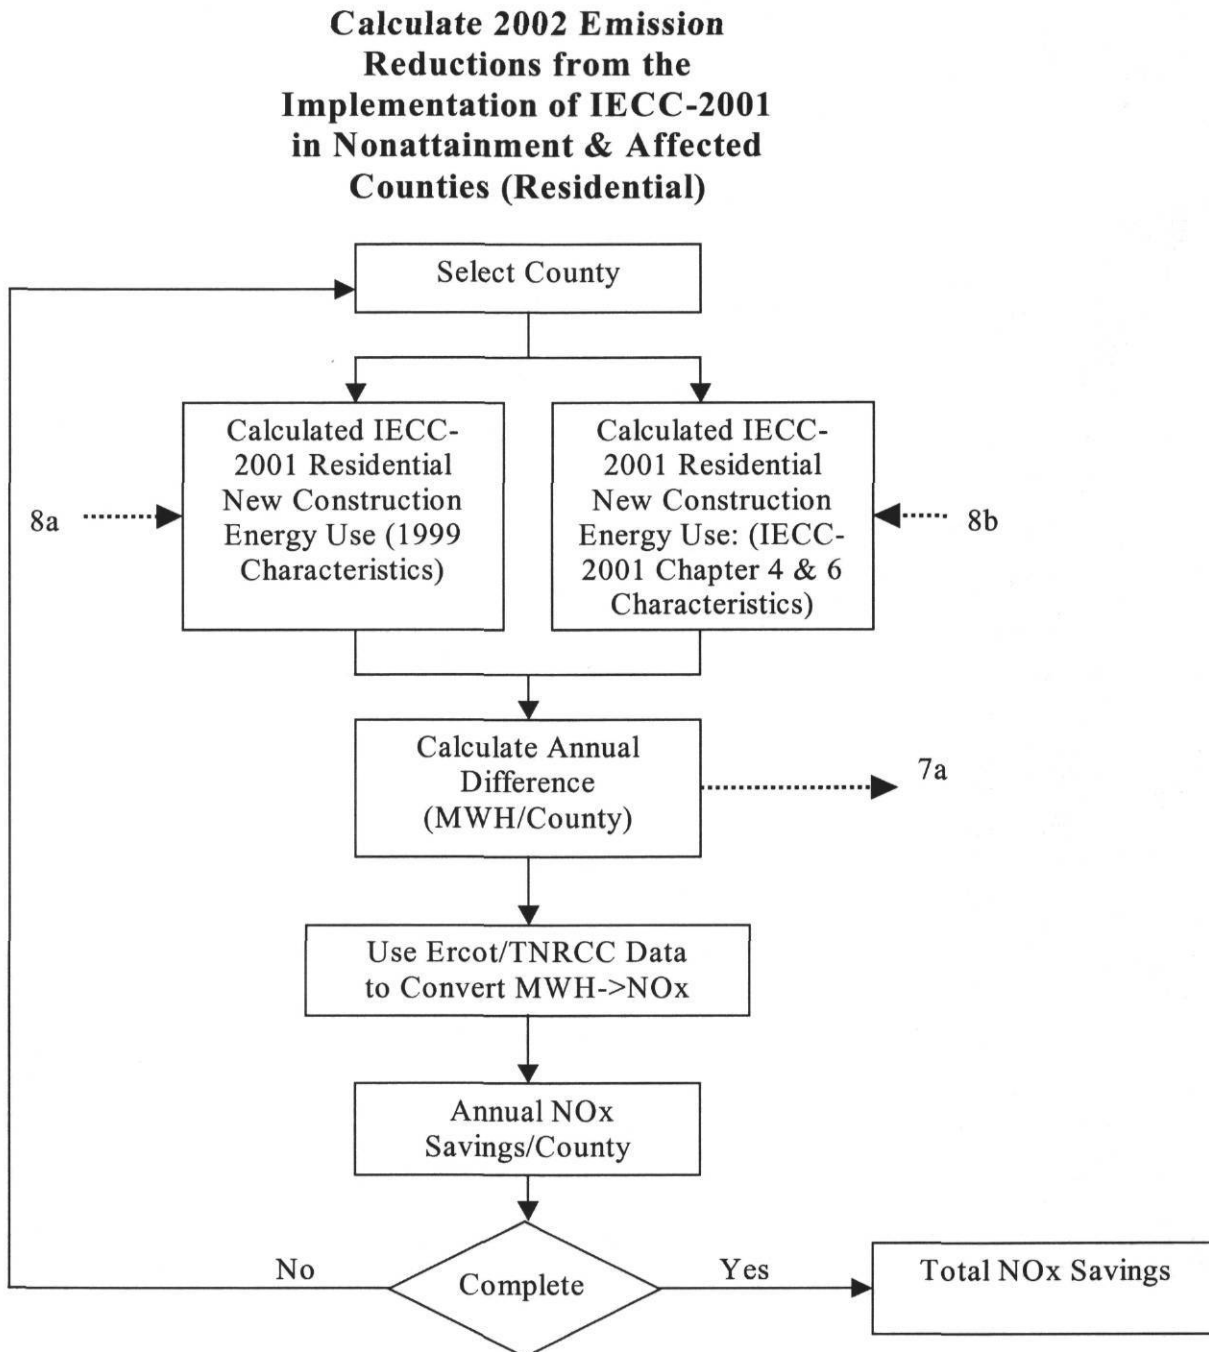 Calculate 2002 Emission
Reductions from the
Implementation of IECC-2001
in Nonattainment & Affected
Counties (Residential)
Select County
Calculated IECC-
2001 Residential
New Construction
Energy Use (1999
Characteristics)
Calculated IECC-
2001 Residential
New Construction
Energy Use: (IECC-
2001 Chapter 4 & 6
Characteristics)
8a
8b
Calculate Annual
Difference
(MWH/County)
7a
Use Ercot/TNRCC Data
to Convert MWH->NOx
Annual NOx
Savings/County
No
Complete
Yes
Total NOx Savings